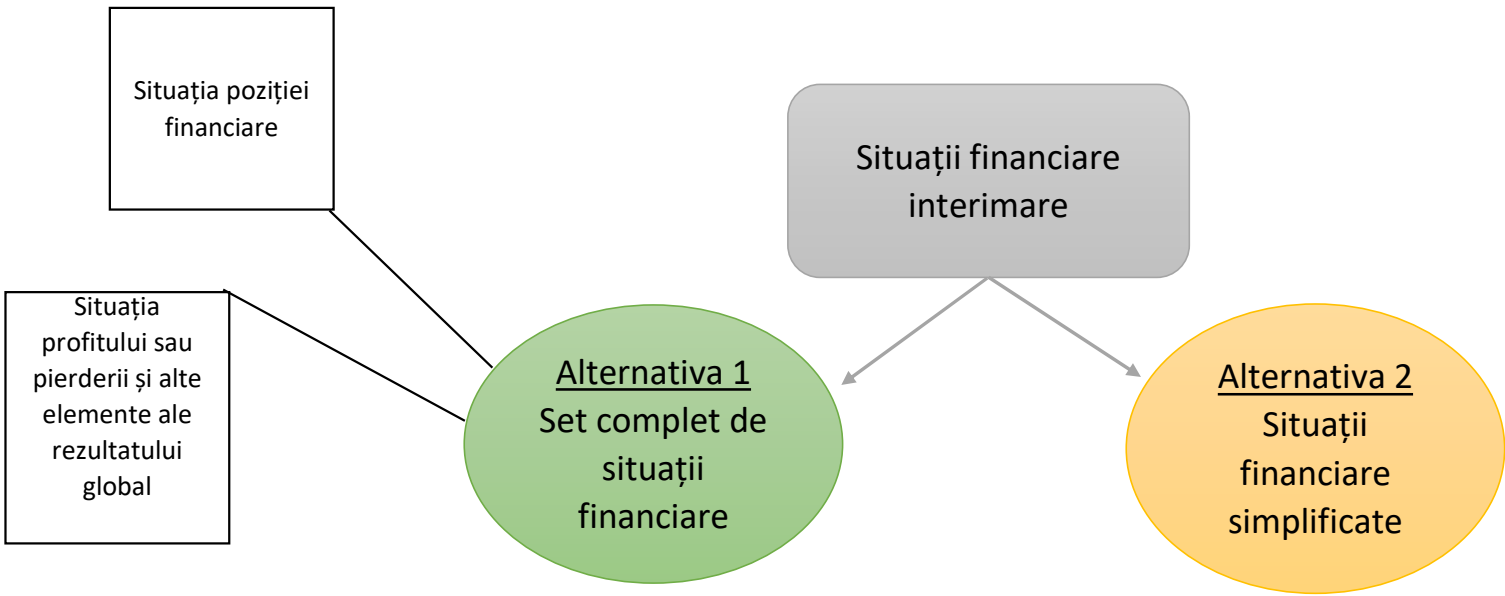 Situația poziției
financiare
Situații financiare
interimare
Situația
profitului sau
pierderii și alte
elemente ale
rezultatului
global
Alternativa 1
Set complet de
situații
financiare
Alternativa 2
Situații
financiare
simplificate